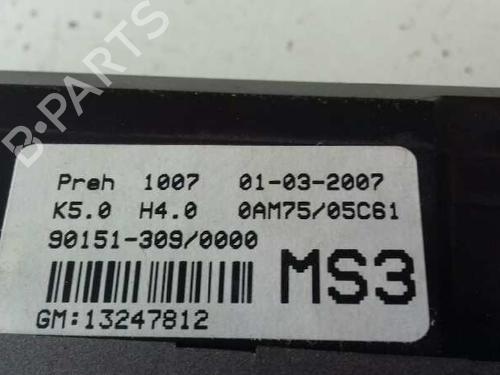 B-PARTS
Preh 1007 01-03-2007
K5.0 H4.0 0AM75/05C61
90151-309/0000
MS3
GM:13247812